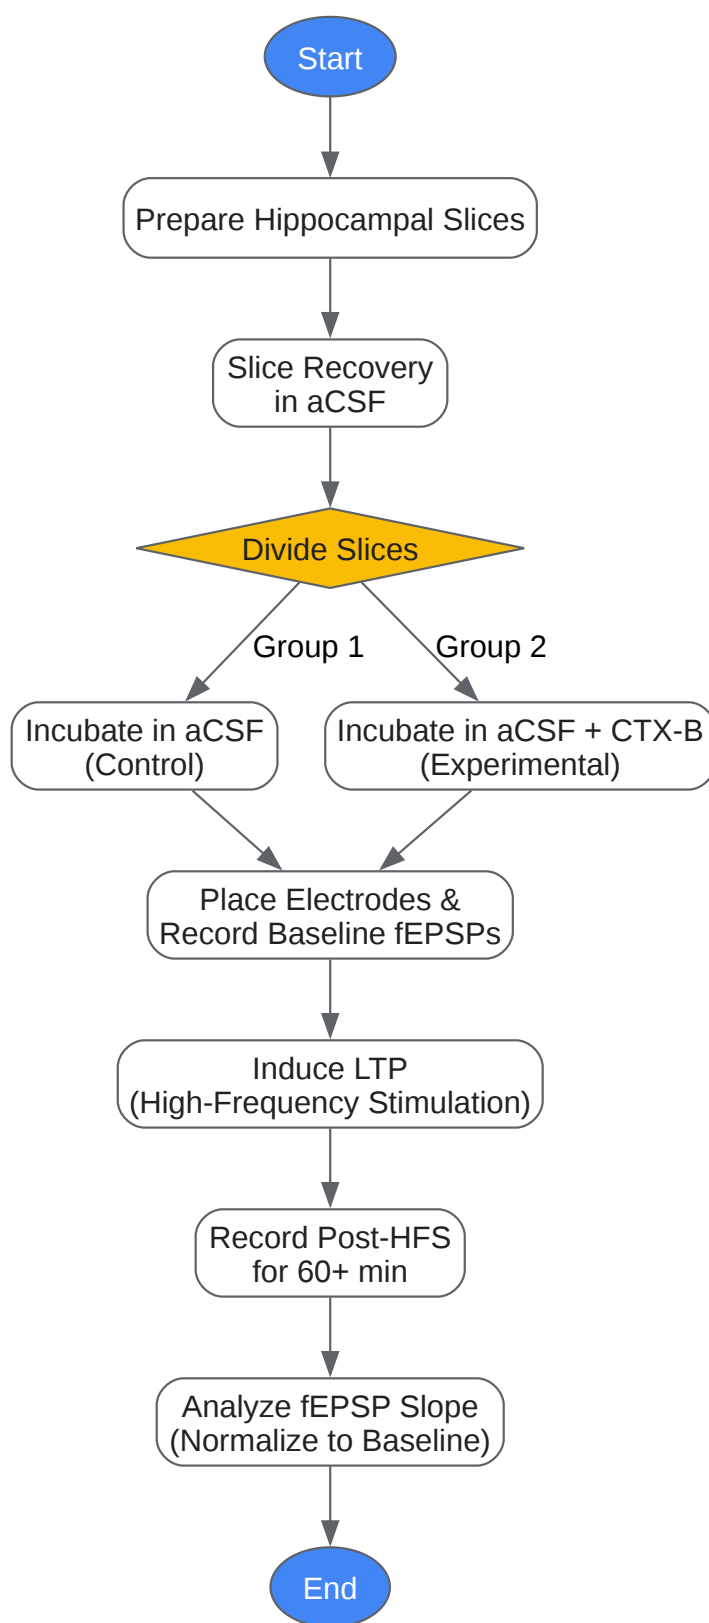 Start
Prepare Hippocampal Slices
Slice Recovery
in aCSF
Divide Slices
Group 1
Group 2
Incubate in aCSF
(Control)
Incubate in aCSF + CTX-B
(Experimental)
Place Electrodes &
Record Baseline fEPSPs
Induce LTP
(High-Frequency Stimulation)
Record Post-HFS
for 60+ min
Analyze fEPSP Slope
(Normalize to Baseline)
End